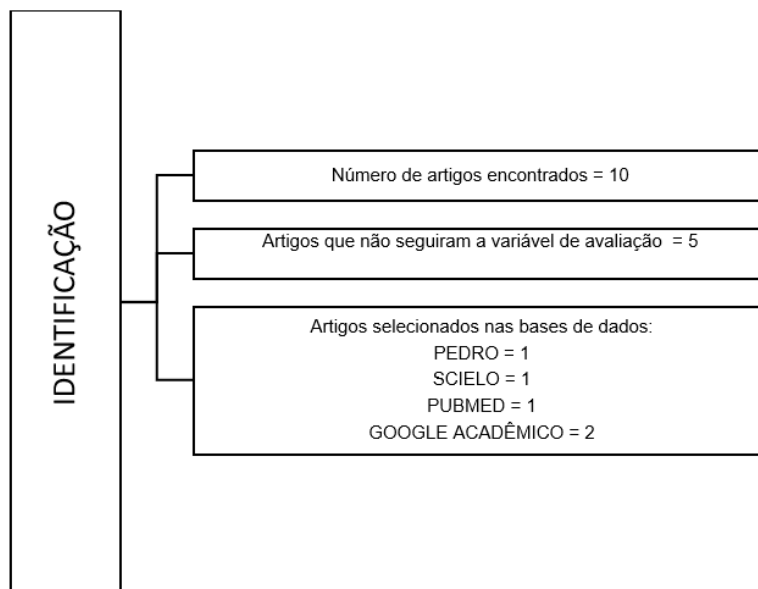 IDENTIFICAÇÃO
Número de artigos encontrados = 10
Artigos que não seguiram a variável de avaliação  = 5
Artigos selecionados nas bases de dados:
PEDRO = 1
SCIELO = 1
PUBMED = 1
GOOGLE ACADÊMICO = 2